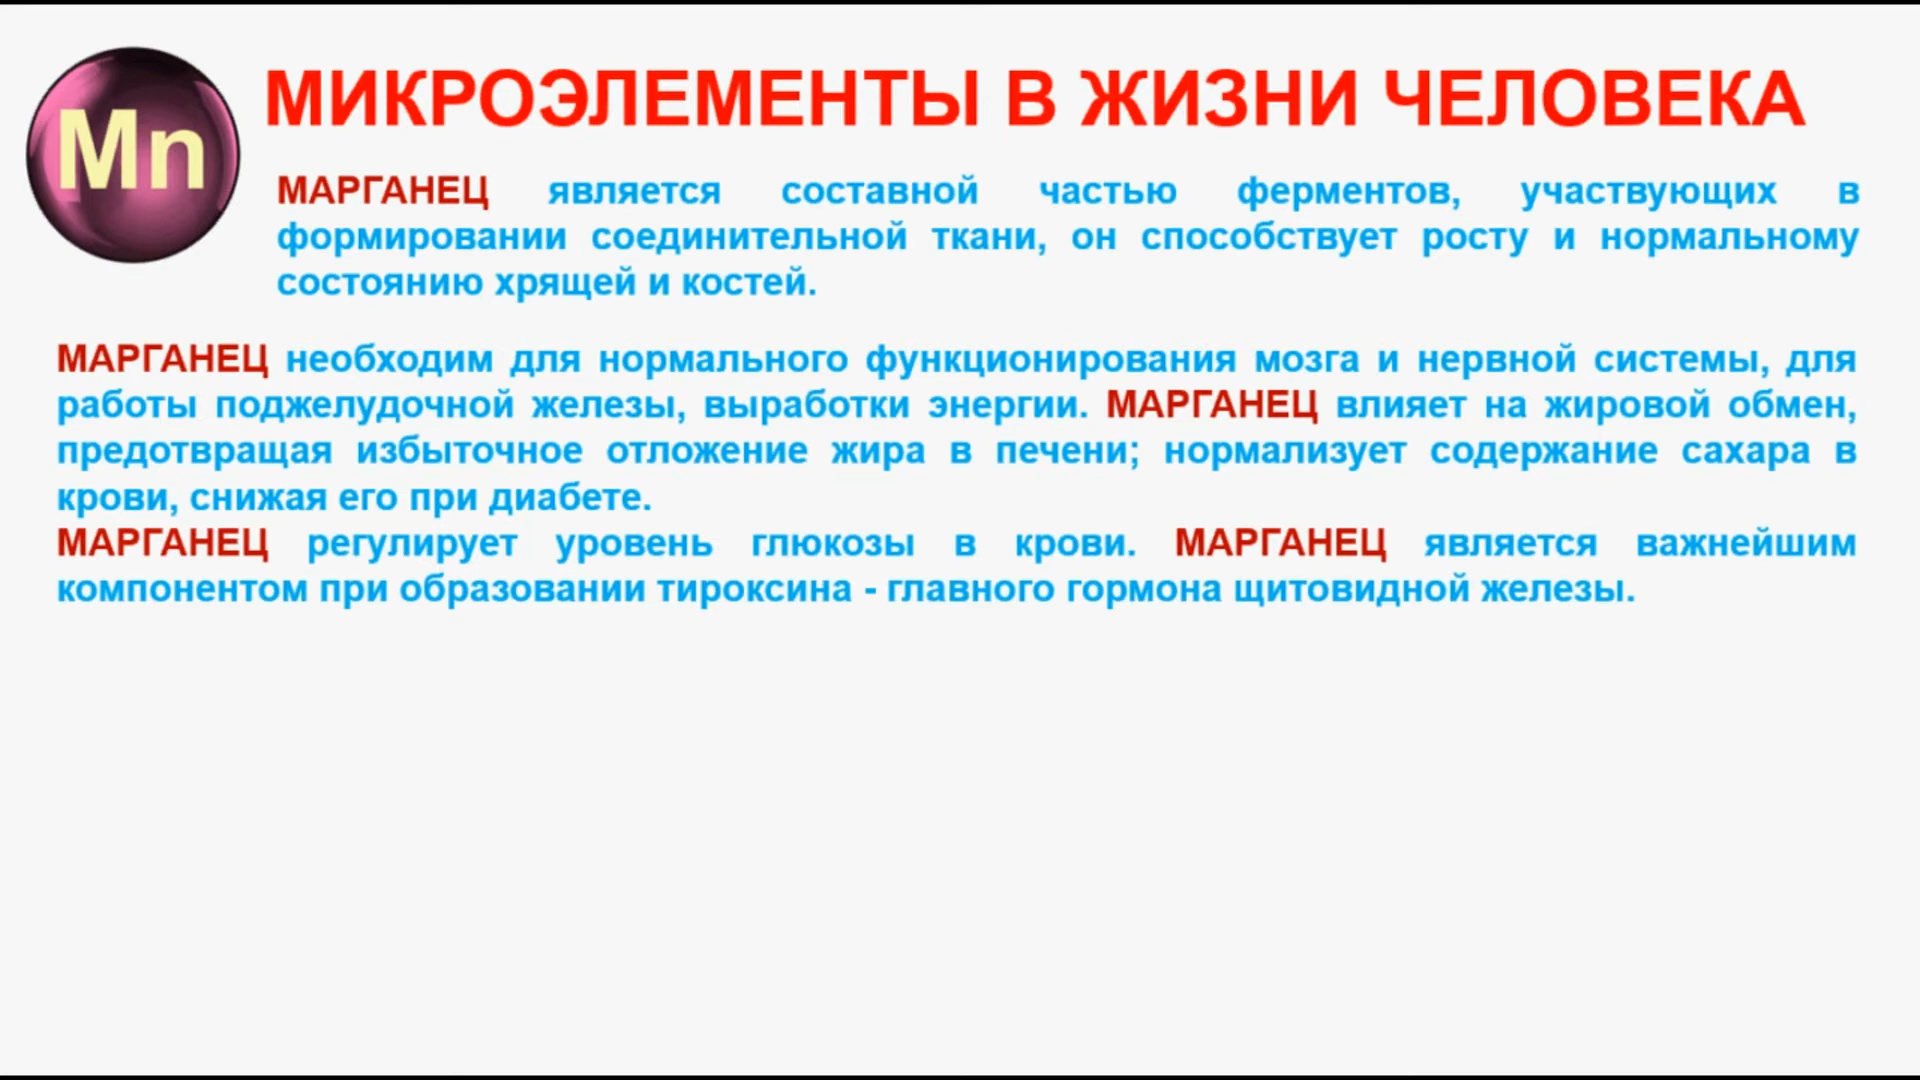 Mn
МИКРОЭЛЕМЕНТЫ В ЖИЗНИ ЧЕЛОВЕКА
МАРГАНЕЦ является составной частью ферментов, участвующих в
формировании соединительной ткани, он способствует росту и нормальному
состоянию хрящей и костей.
МАРГАНЕЦ необходим для нормального функционирования мозга и нервной системы, для
работы поджелудочной железы, выработки энергии. МАРГАНЕЦ влияет на жировой обмен,
предотвращая избыточное отложение жира в печени; нормализует содержание сахара в
крови, снижая его при диабете.
МАРГАНЕЦ регулирует уровень глюкозы в крови. МАРГАНЕЦ является важнейшим
компонентом при образовании тироксина - главного гормона щитовидной железы.